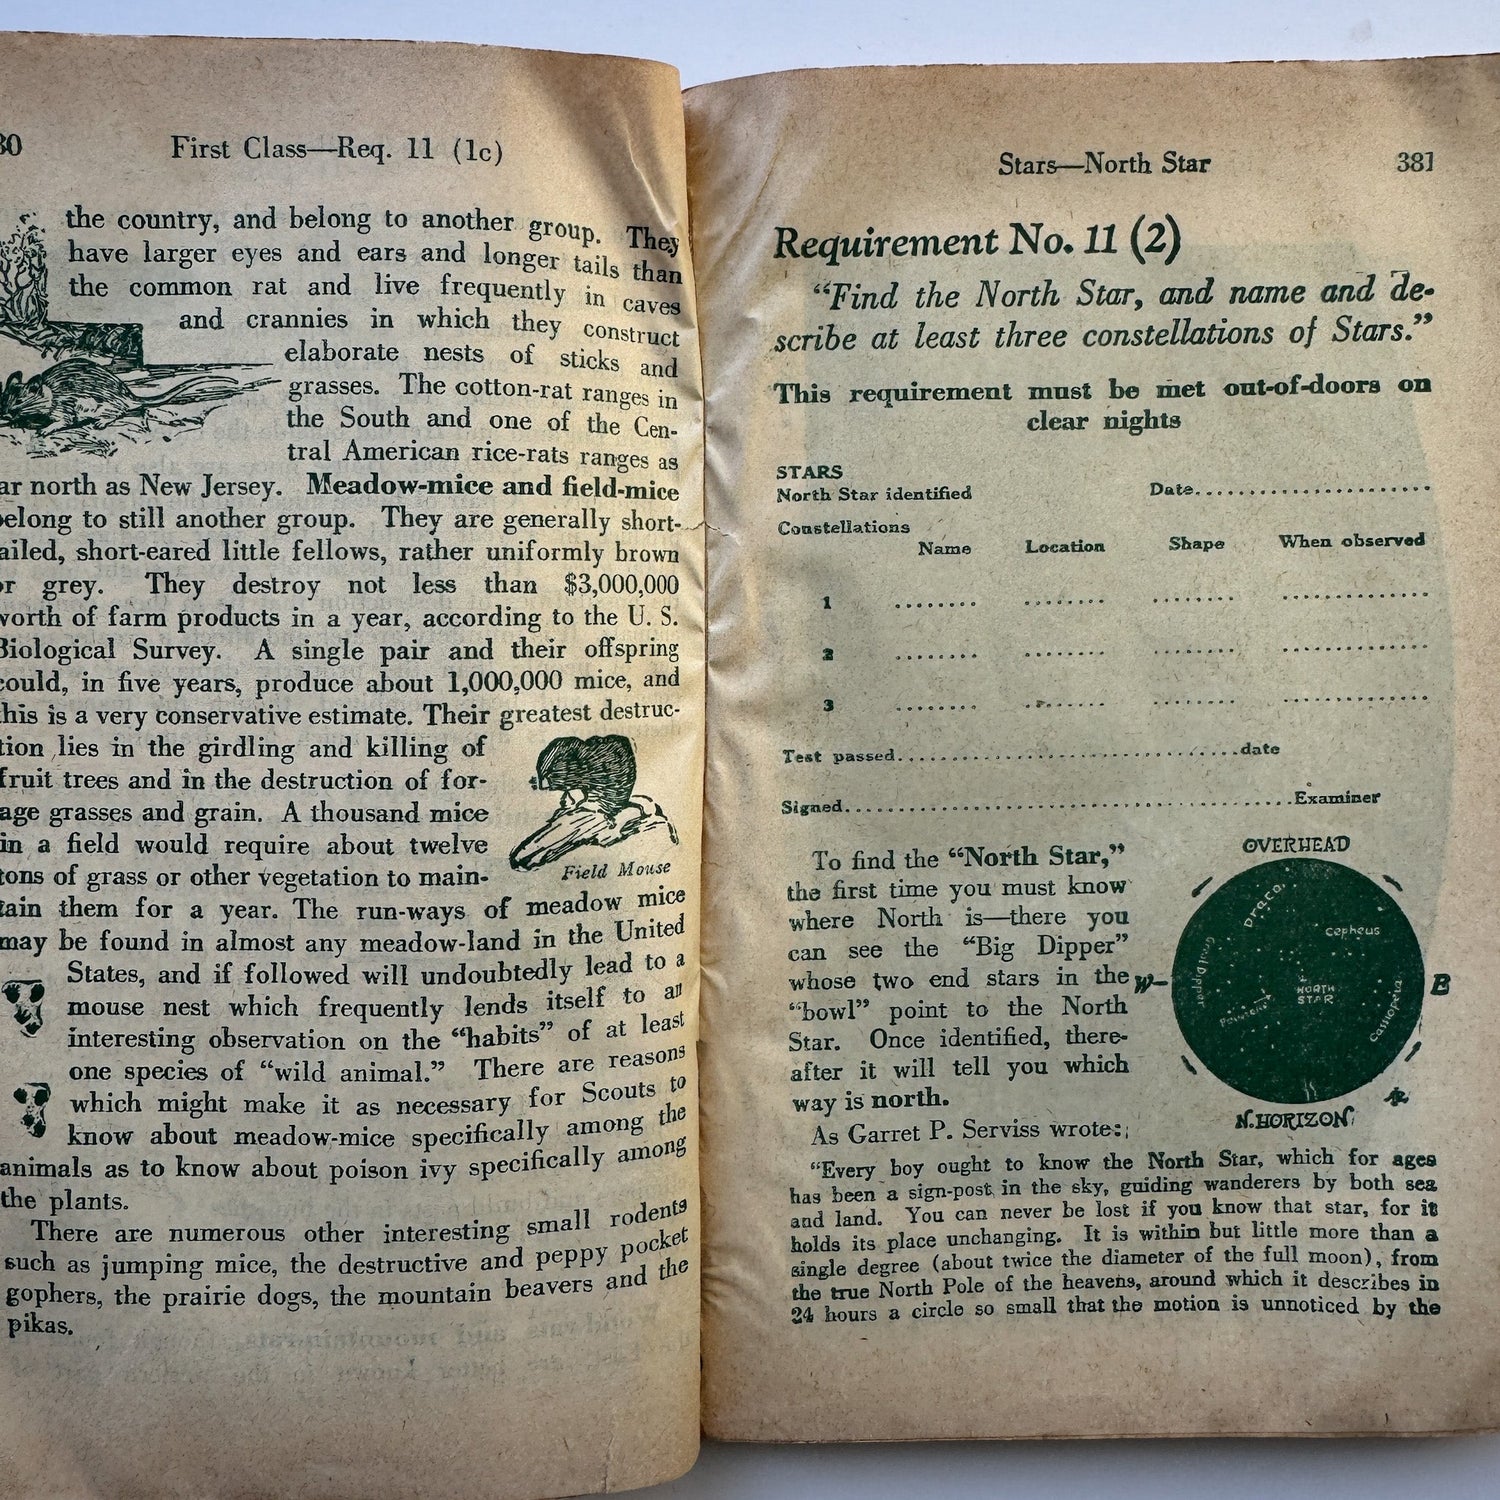 30
First Class—Req. 11 (1c)
the country, and belong to another group. They
have larger eyes and ears and longer tails than
the common rat and live frequently in caves
and crannies in which they construct
elaborate nests of sticks and
grasses. The cotton-rat ranges in
the South and one of the Cen-
tral American rice-rats ranges as
ar north as New Jersey. Meadow-mice and field-mice
elong to still another group. They are generally short-
ailed, short-eared little fellows, rather uniformly brown
or grey. They destroy not less than $3,000,000
worth of farm products in a year, according to the U. S.
Biological Survey. A single pair and their offspring
could, in five years, produce about 1,000,000 mice, and
this is a very conservative estimate. Their greatest destruc-
tion lies in the girdling and killing of
fruit trees and in the destruction of for-
age grasses and grain. A thousand mice
in a field would require about twelve
tons of grass or other vegetation to main-
Field Mouse
tain them for a year. The run-ways of meadow mice
may be found in almost any meadow-land in the United
States, and if followed will undoubtedly lead to a
mouse nest which frequently lends itself to an
interesting observation on the “habits” of at least
one species of “wild animal.” There are reasons
which might make it as necessary for Scouts to
know about meadow-mice specifically among the
animals as to know about poison ivy specifically among
the plants.
There are numerous other interesting small rodents
such as jumping mice, the destructive and peppy pocket
gophers, the prairie dogs, the mountain beavers and the
pikas.
Stars—North Star 381
Requirement No. 11 (2)
“Find the North Star, and name and de-
scribe at least three constellations of Stars.”
This requirement must be met out-of-doors on
clear nights
STARS
North Star identified Date..............................
Constellations
Name Location Shape When observed
1 ........ ........ ........ ...............
2 ........ ........ ........ ...............
3 ........ ........ ........ ...............
Test passed..............................date
Signed........................................Examiner
To find the “North Star,”
the first time you must know
where North is—there you
can see the “Big Dipper”
whose two end stars in the
“bowl” point to the North
Star. Once identified, there-
after it will tell you which
way is north.
OVERHEAD
Draco
Cepheus
Great Dipper
W
E
NORTH
STAR
Pointers
Cassiopeia
N. HORIZON
As Garret P. Serviss wrote:
“Every boy ought to know the North Star, which for ages
has been a sign-post in the sky, guiding wanderers by both sea
and land. You can never be lost if you know that star, for it
holds its place unchanging. It is within but little more than a
single degree (about twice the diameter of the full moon), from
the true North Pole of the heavens, around which it describes in
24 hours a circle so small that the motion is unnoticed by the